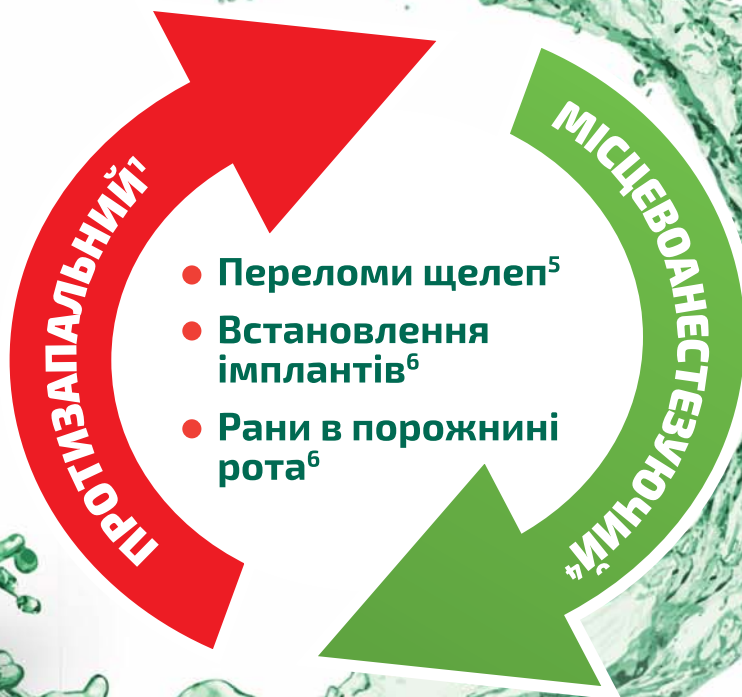 ПРОТИЗАПАЛЬНИЙ¹
МІСЦЕВОАНЕСТЕЗУЮЧИЙ⁴
● Переломи щелеп⁵
● Встановлення
імплантів⁶
● Рани в порожнині
рота⁶